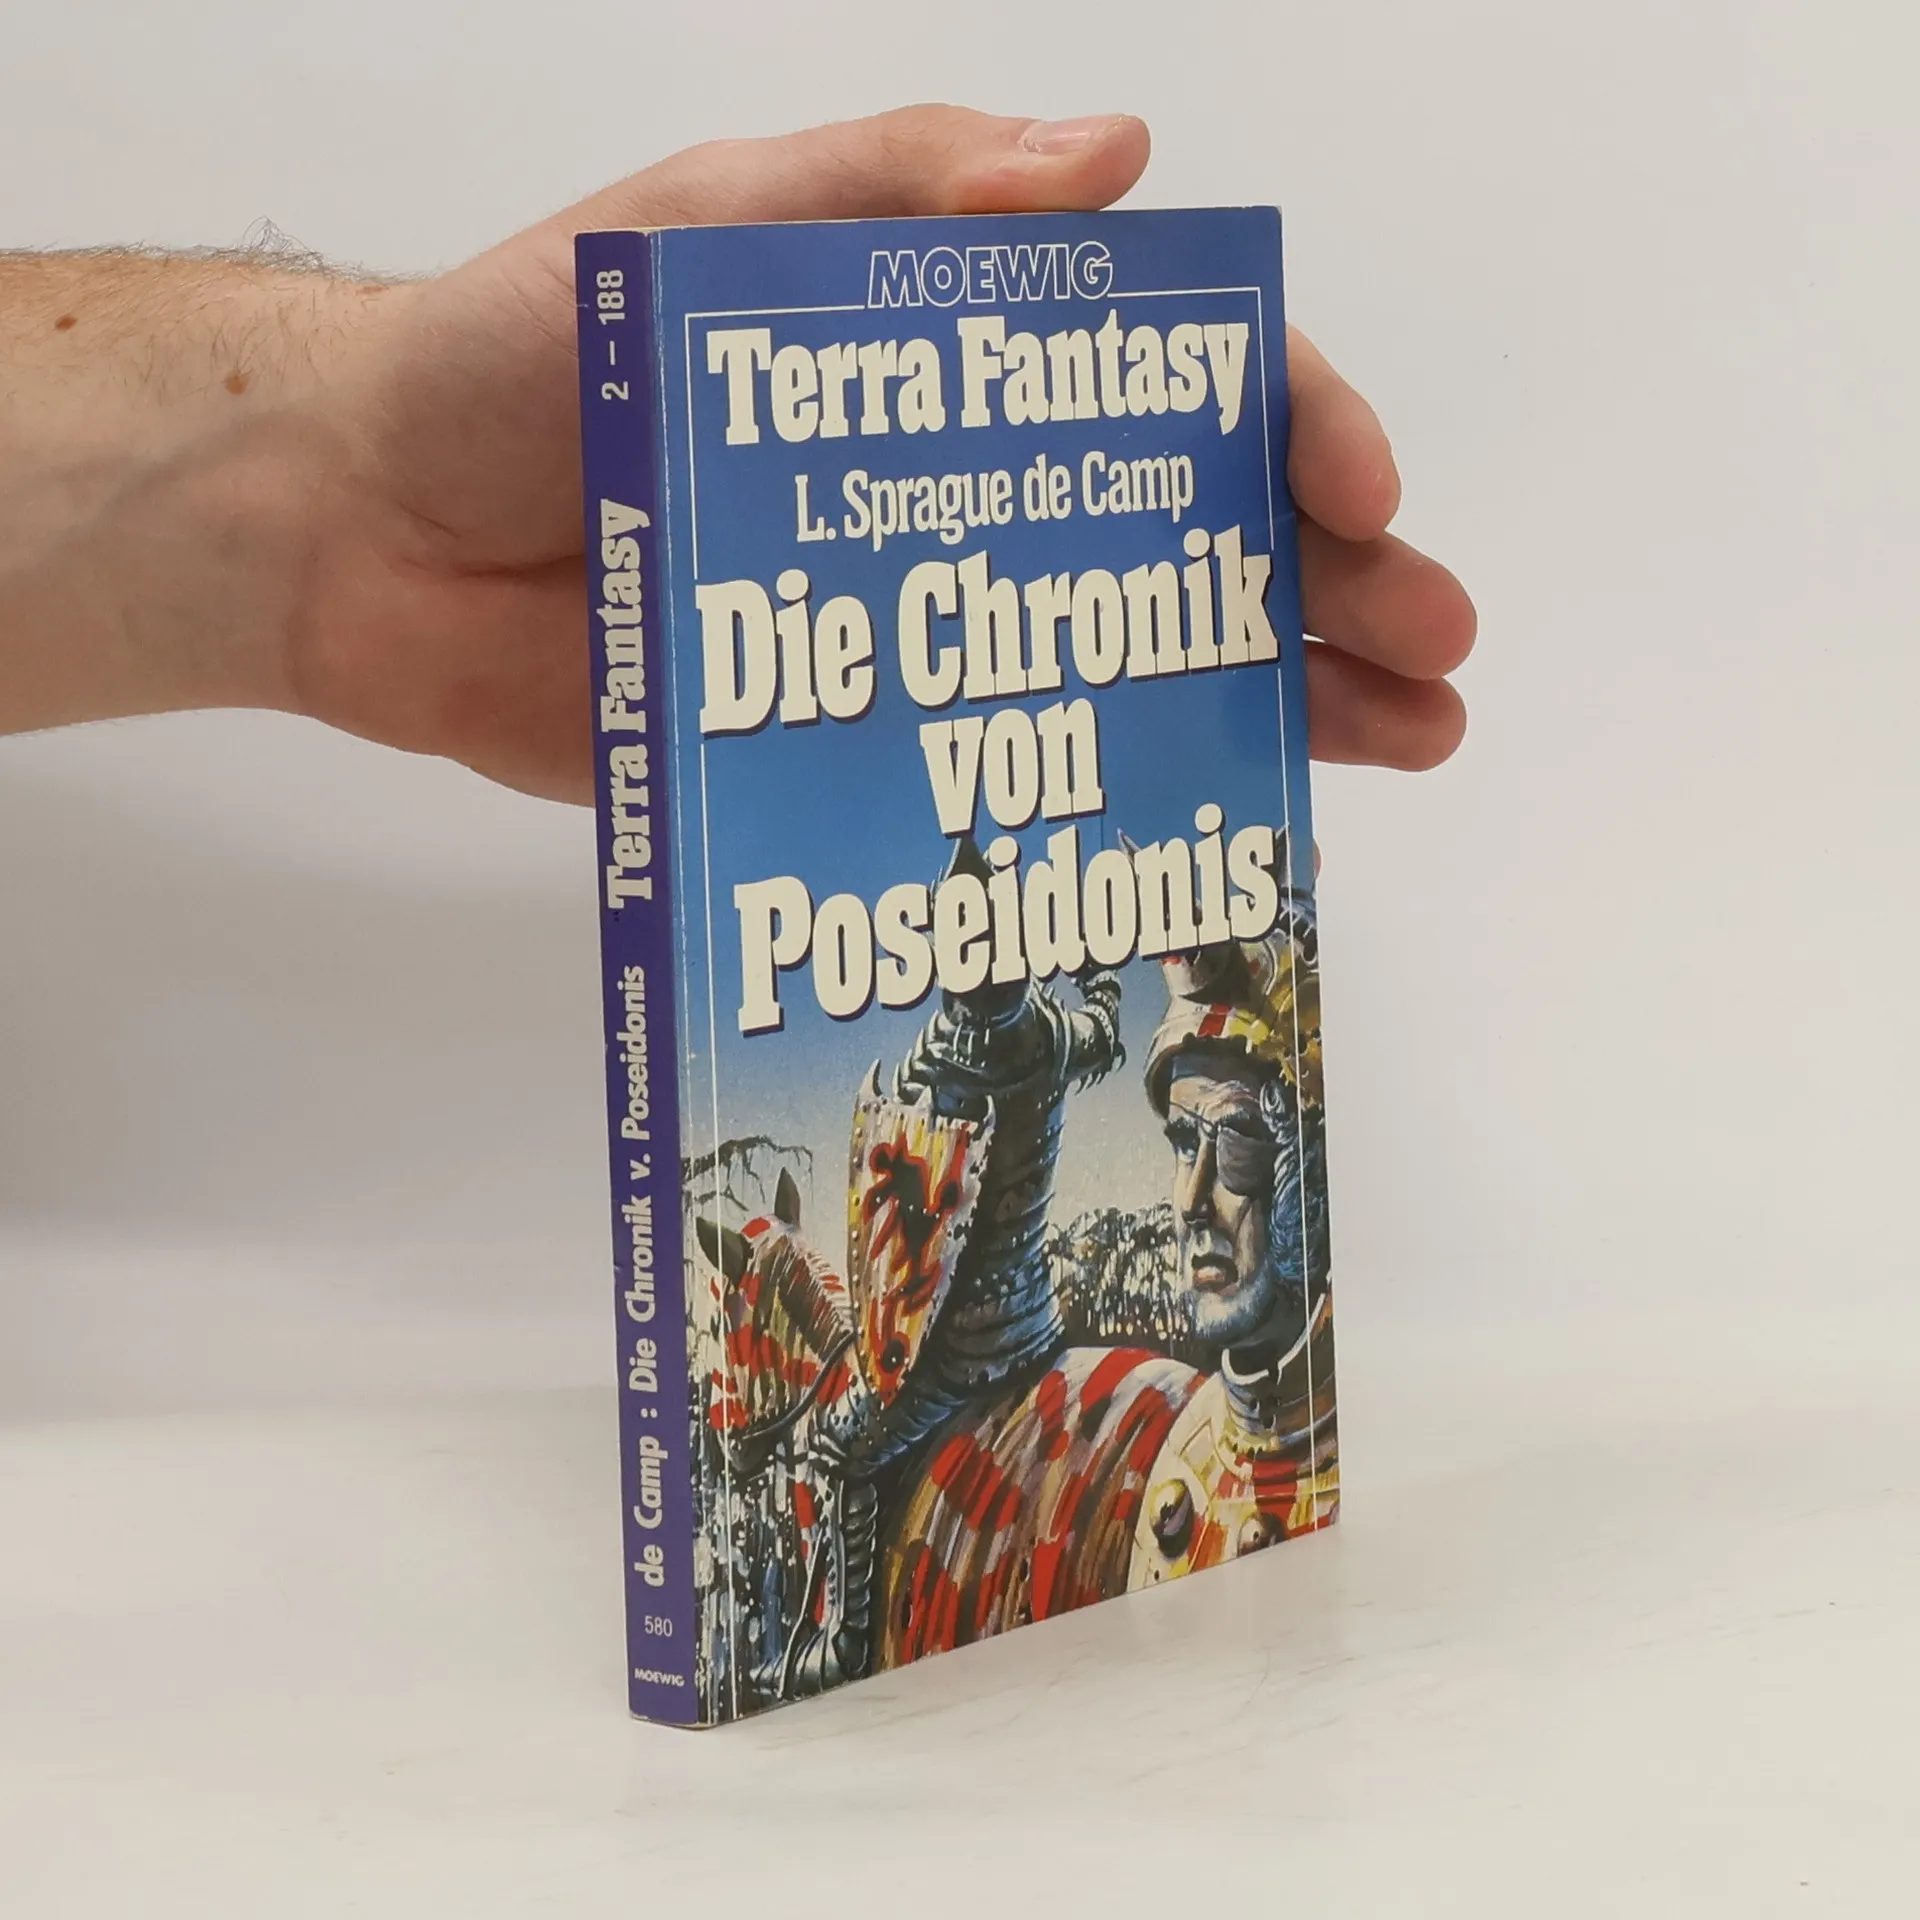 MOEWIG
Terra Fantasy
L. Sprague de Camp
Die Chronik
von
Poseidonis
de Camp : Die Chronik v. Poseidonis Terra Fantasy 2 – 188
580
MOEWIG